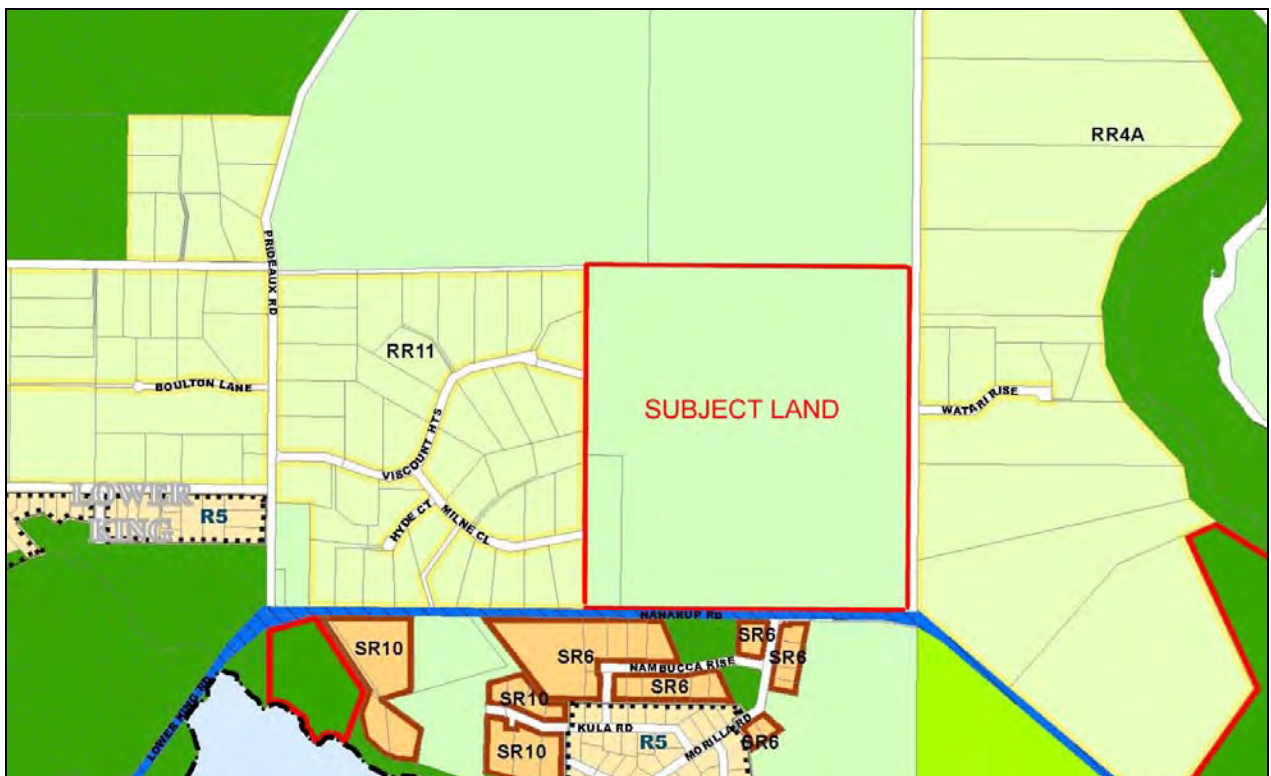 RR4A
PRIDEAUX RD
RR11
BOULTON LANE
VISCOUNT HTS
SUBJECT LAND
WATARI RISE
LOWER
KING
R5
HYDE CT
MILNE CL
NANARUP RD
SR10
SR6
SR6
SR6
NAMBUCCA RISE
SR6
SR10
LOWER KING RD
KULA RD
R5
MORILLA RD
SR6
SR10